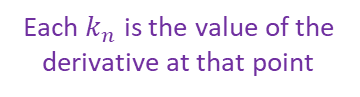 Each kₙ is the value of the
derivative at that point